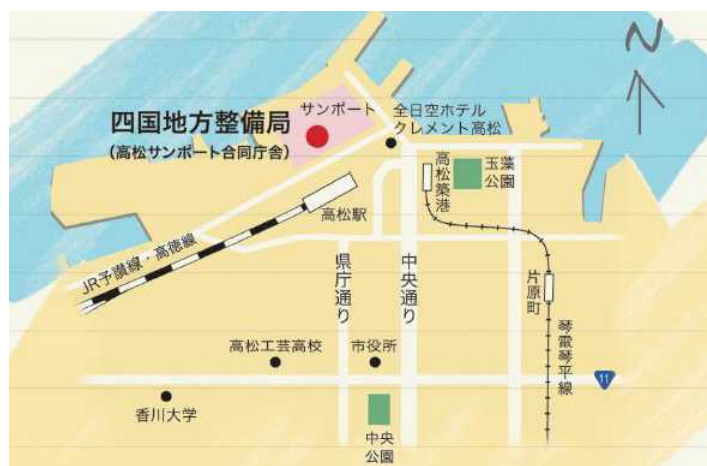 N
サンポート
四国地方整備局
(高松サンポート合同庁舎)
全日空ホテル
クレメント高松
高松築港
玉藻
公園
高松駅
JR予讃線・高徳線
県庁通り
中央通り
片原町
琴電琴平線
高松工芸高校
市役所
11
香川大学
中央
公園